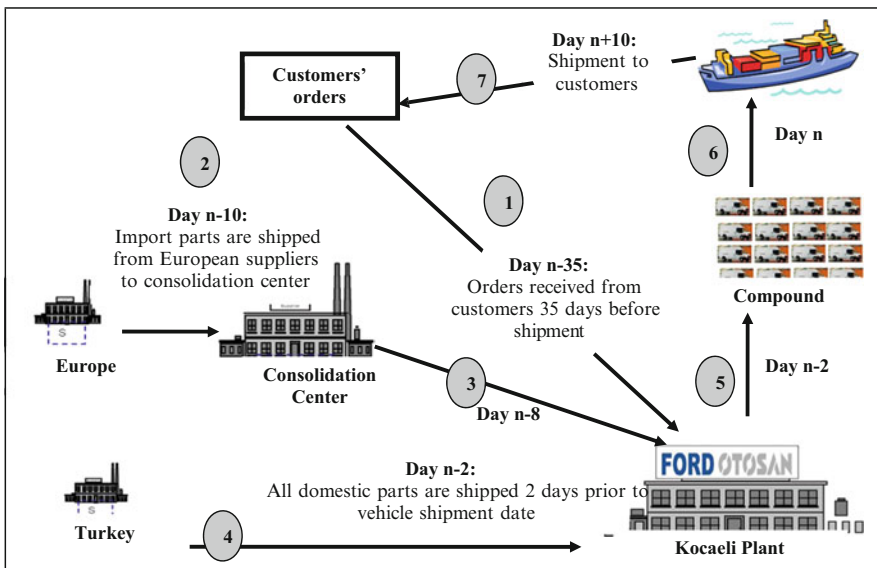 Customers'
orders
7
Day n+10:
Shipment to
customers
6
Day n
2
Day n-10:
Import parts are shipped
from European suppliers
to consolidation center
1
Day n-35:
Orders received from
customers 35 days before
shipment
Compound
S
Europe
Consolidation
Center
3
Day n-8
5
Day n-2
FORD OTOSAN
Day n-2:
All domestic parts are shipped 2 days prior to
vehicle shipment date
S
Turkey
4
Kocaeli Plant